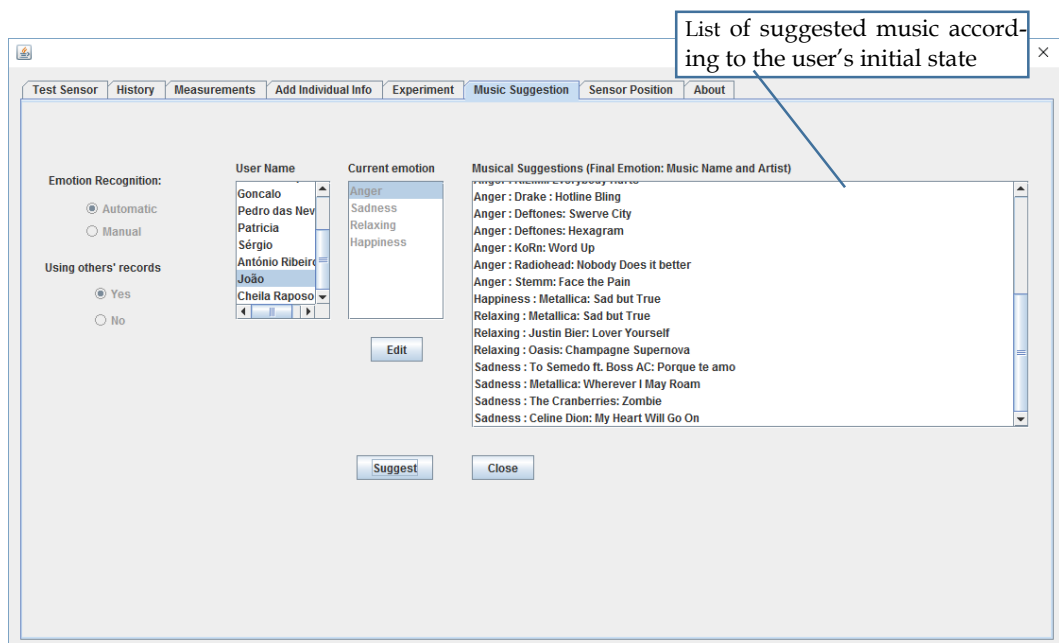 List of suggested music accord-
ing to the user's initial state
Test Sensor History Measurements Add Individual Info Experiment Music Suggestion Sensor Position About
Emotion Recognition:
Automatic
Manual
Using others' records
Yes
No
User Name
Goncalo
Pedro das Nev
Patricia
Sérgio
António Ribeiro
João
Cheila Raposo
Current emotion
Anger
Sadness
Relaxing
Happiness
Edit
Musical Suggestions (Final Emotion: Music Name and Artist)
Anger : Drake : Hotline Bling
Anger : Deftones: Swerve City
Anger : Deftones: Hexagram
Anger : KoRn: Word Up
Anger : Radiohead: Nobody Does it better
Anger : Stemm: Face the Pain
Happiness : Metallica: Sad but True
Relaxing : Metallica: Sad but True
Relaxing : Justin Bier: Lover Yourself
Relaxing : Oasis: Champagne Supernova
Sadness : To Semedo ft. Boss AC: Porque te amo
Sadness : Metallica: Wherever I May Roam
Sadness : The Cranberries: Zombie
Sadness : Celine Dion: My Heart Will Go On
Suggest
Close